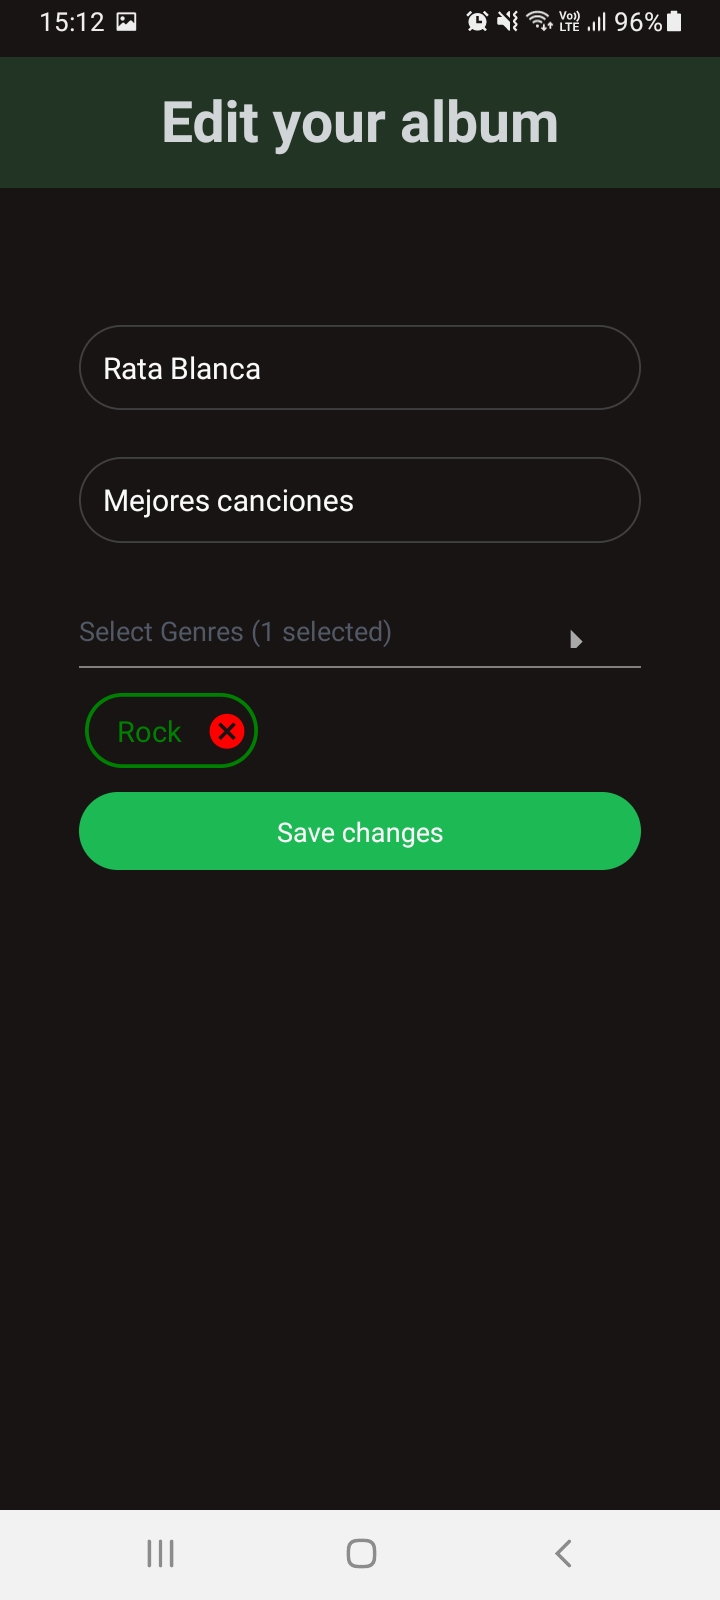 15:12 Vo)) LTE 96%
Edit your album
Rata Blanca
Mejores canciones
Select Genres (1 selected)
Rock
Save changes